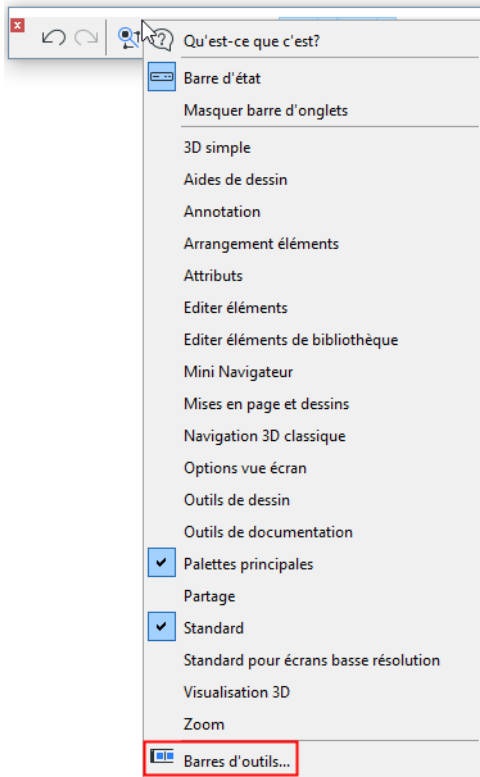 Qu'est-ce que c'est?
Barre d'état
Masquer barre d'onglets
3D simple
Aides de dessin
Annotation
Arrangement éléments
Attributs
Editer éléments
Editer éléments de bibliothèque
Mini Navigateur
Mises en page et dessins
Navigation 3D classique
Options vue écran
Outils de dessin
Outils de documentation
Palettes principales
Partage
Standard
Standard pour écrans basse résolution
Visualisation 3D
Zoom
Barres d'outils...